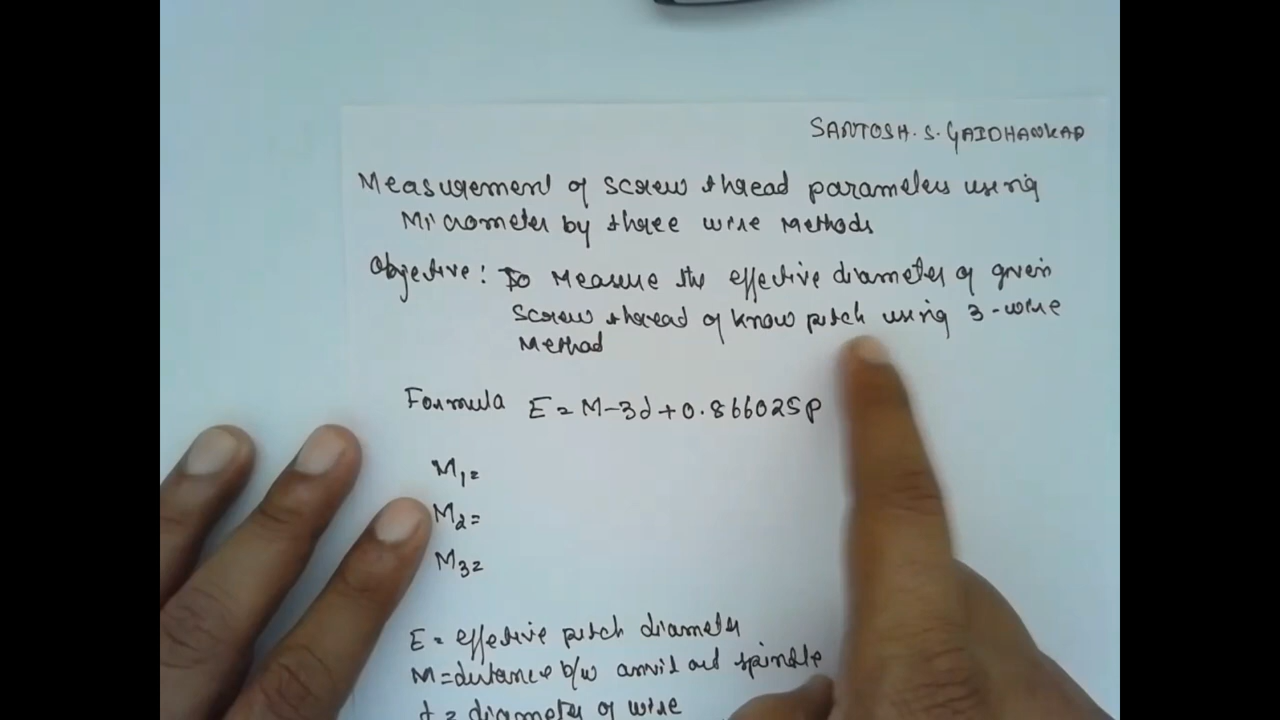 SANTOSH. S. GAIDHANKAR
Measurement of screw thread parameters using
Micrometer by three wire Methods
Objective: To Measure the effective diameter of given
Screw thread of know pitch using 3-wire
Method
Formula E = M-3d+0.866025p
M1=
M2=
M3=
E = effective pitch diameter
M = distance b/w anvil and spindle
d = diameter of wire